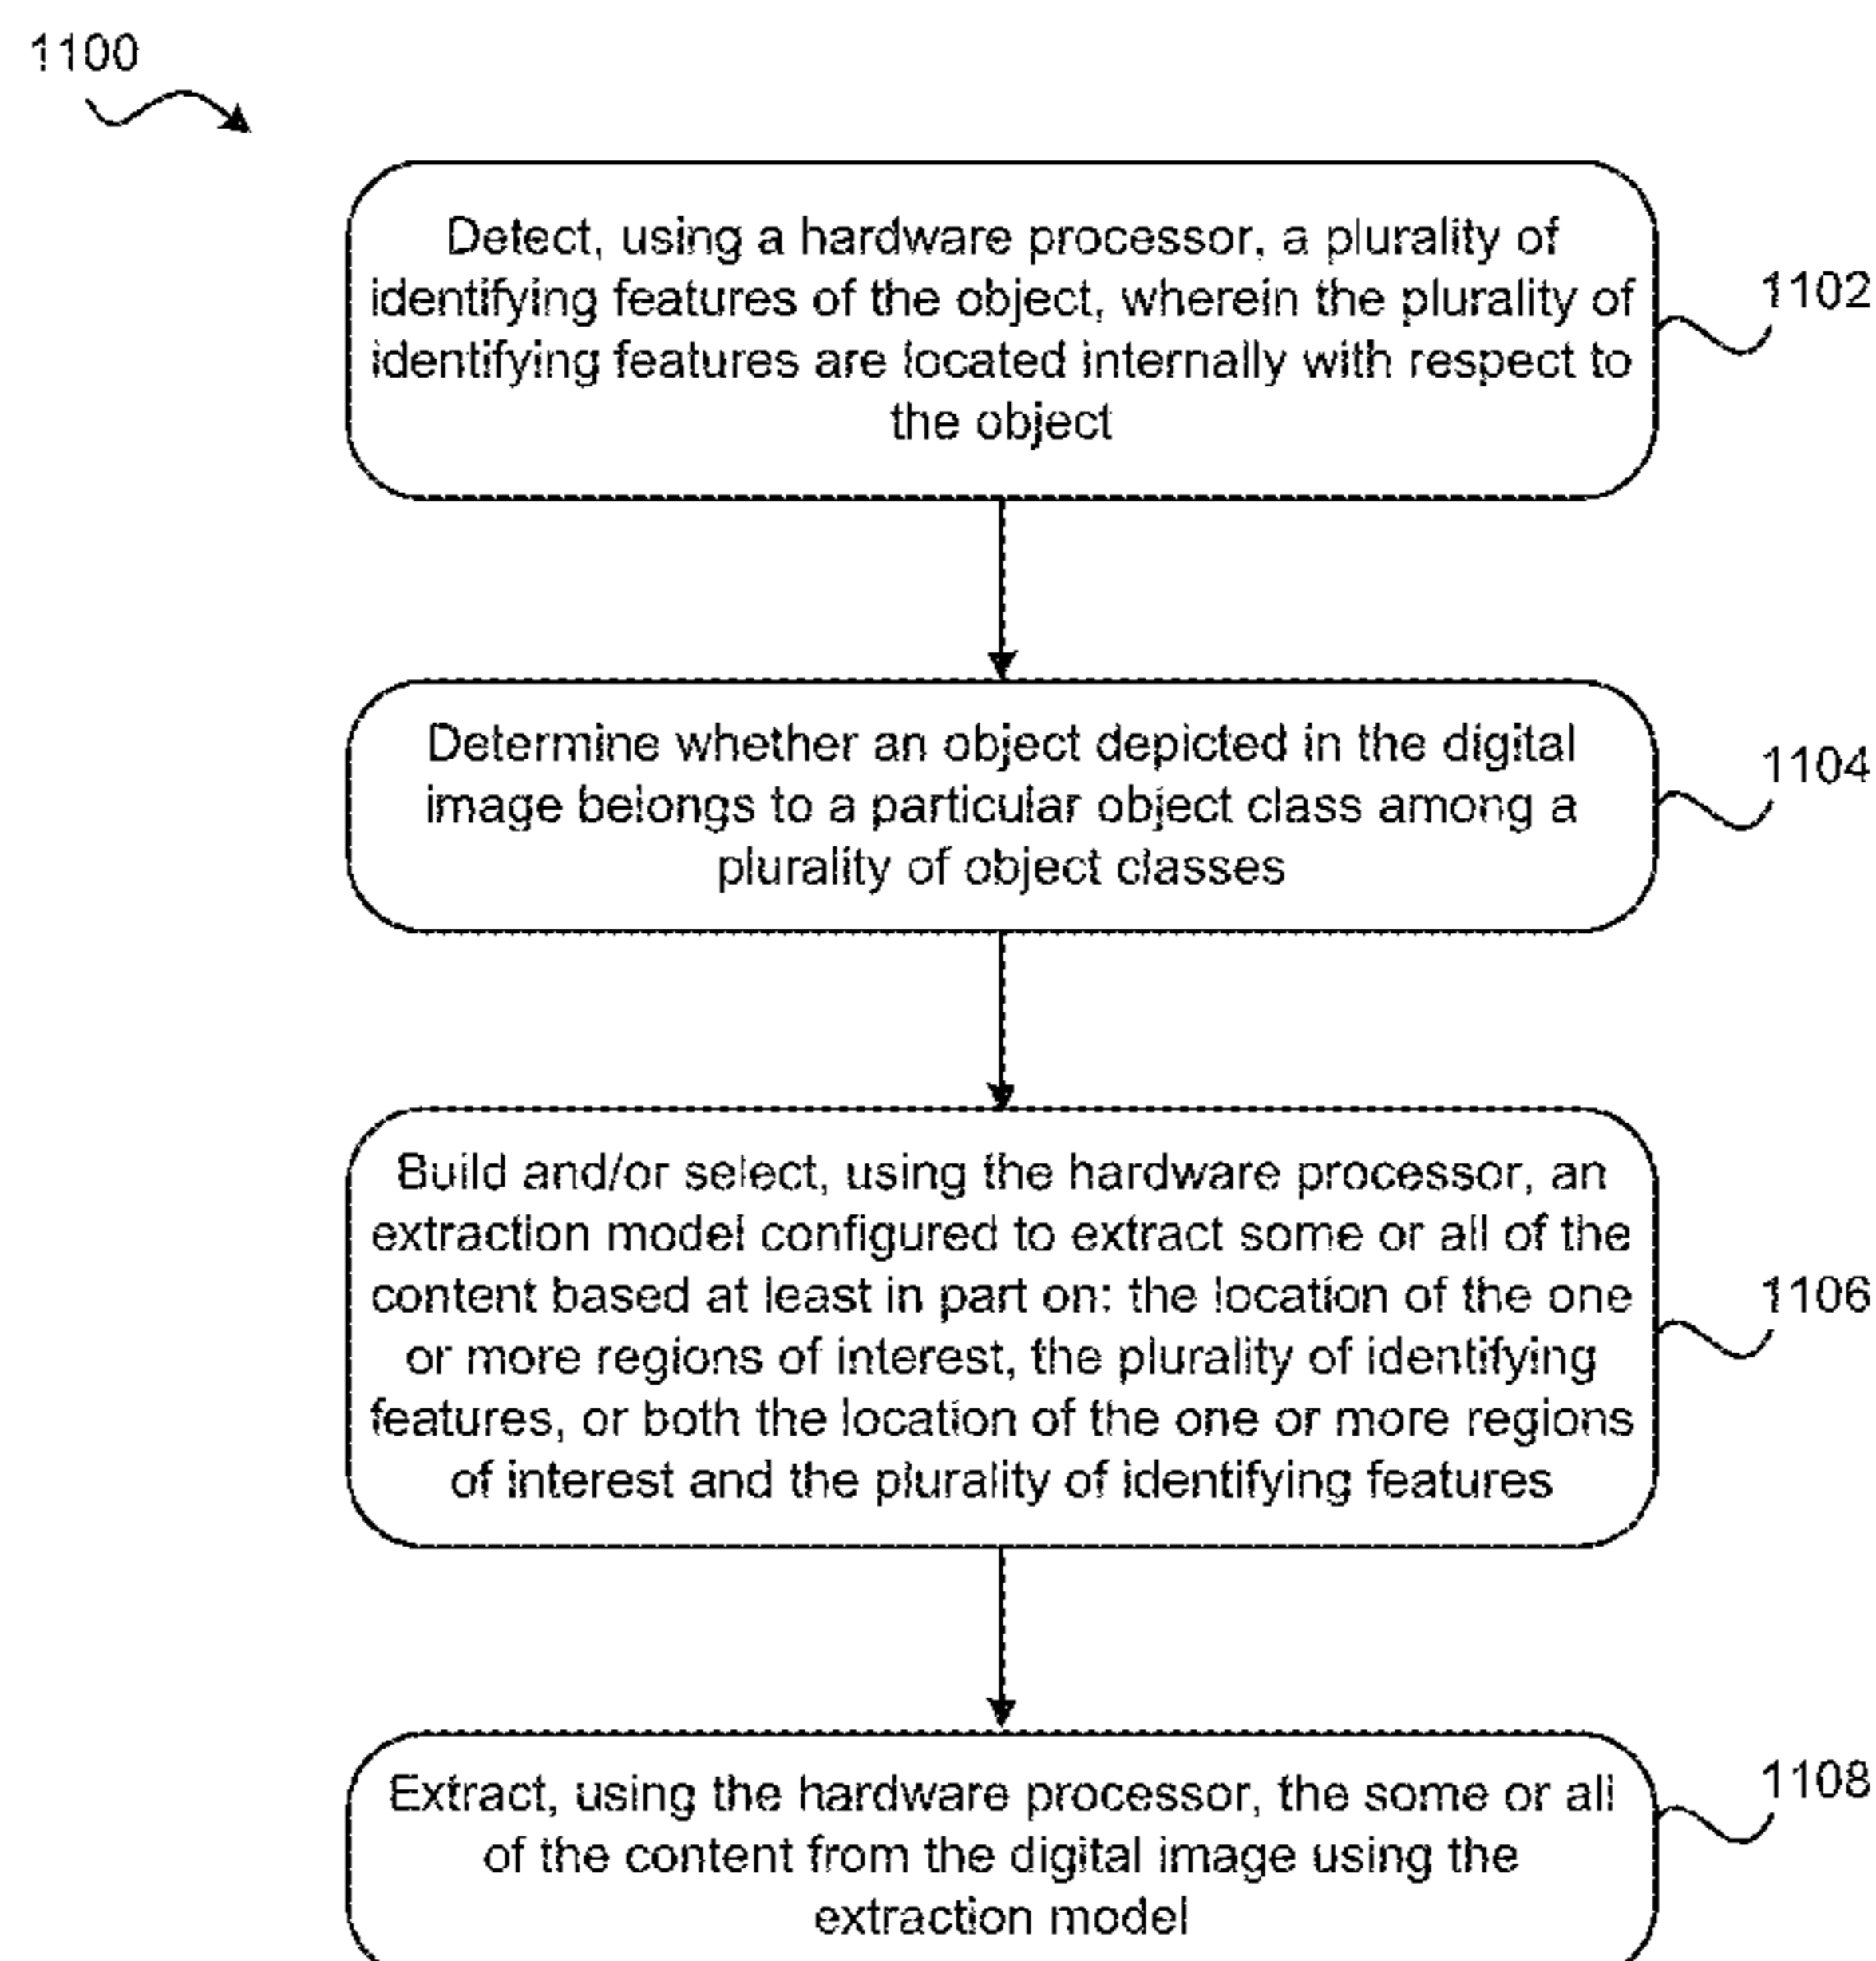 1100
Detect, using a hardware processor, a plurality of
identifying features of the object, wherein the plurality of
identifying features are located internally with respect to
the object
1102
Determine whether an object depicted in the digital
image belongs to a particular object class among a
plurality of object classes
1104
Build and/or select, using the hardware processor, an
extraction model configured to extract some or all of the
content based at least in part on: the location of the one
or more regions of interest, the plurality of identifying
features, or both the location of the one or more regions
of interest and the plurality of identifying features
1106
Extract, using the hardware processor, the some or all
of the content from the digital image using the
extraction model
1108